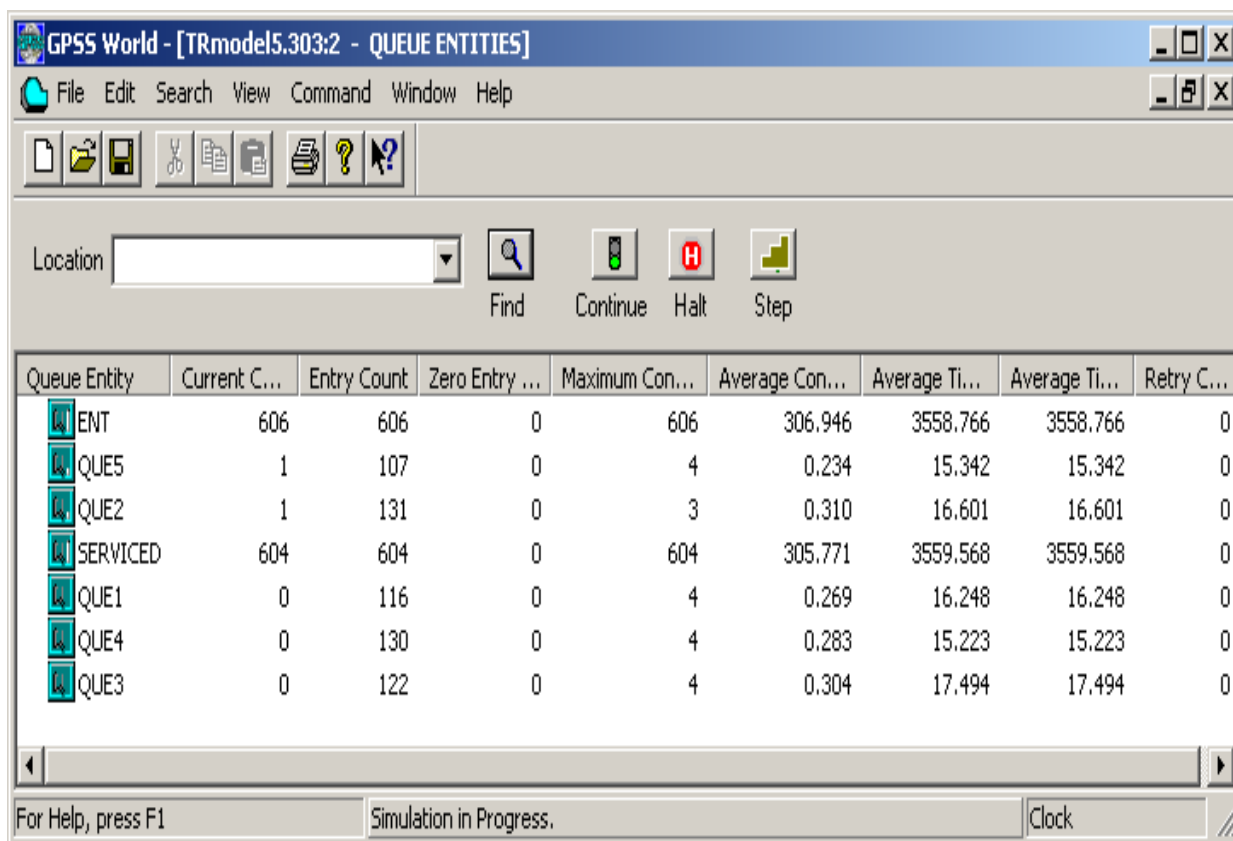 GPSS World - [TRmodel5.303:2 - QUEUE ENTITIES]
File Edit Search View Command Window Help
Location
Find Continue Halt Step
Queue Entity Current C... Entry Count Zero Entry ... Maximum Con... Average Con... Average Ti... Average Ti... Retry C...
ENT 606 606 0 606 306.946 3558.766 3558.766 0
QUE5 1 107 0 4 0.234 15.342 15.342 0
QUE2 1 131 0 3 0.310 16.601 16.601 0
SERVICED 604 604 0 604 305.771 3559.568 3559.568 0
QUE1 0 116 0 4 0.269 16.248 16.248 0
QUE4 0 130 0 4 0.283 15.223 15.223 0
QUE3 0 122 0 4 0.304 17.494 17.494 0
For Help, press F1 Simulation in Progress. Clock